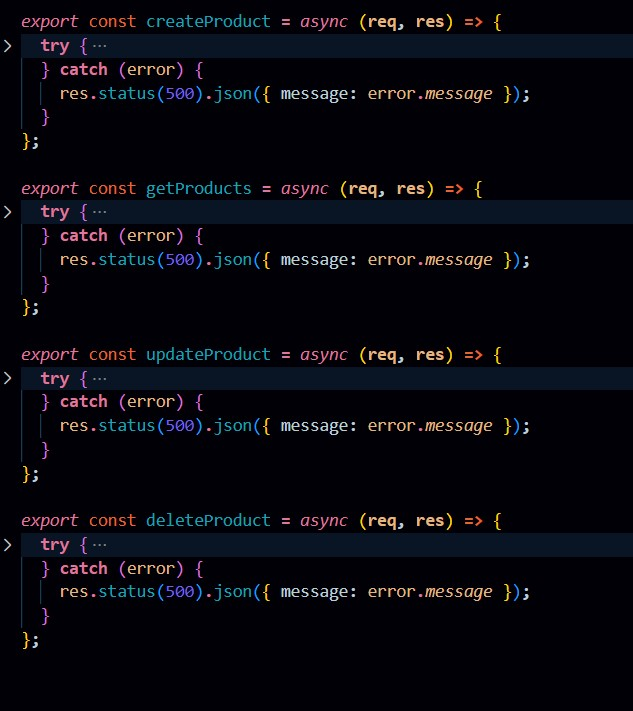 export const createProduct = async (req, res) => {
  try {···
  } catch (error) {
    res.status(500).json({ message: error.message });
  }
};

export const getProducts = async (req, res) => {
  try {···
  } catch (error) {
    res.status(500).json({ message: error.message });
  }
};

export const updateProduct = async (req, res) => {
  try {···
  } catch (error) {
    res.status(500).json({ message: error.message });
  }
};

export const deleteProduct = async (req, res) => {
  try {···
  } catch (error) {
    res.status(500).json({ message: error.message });
  }
};